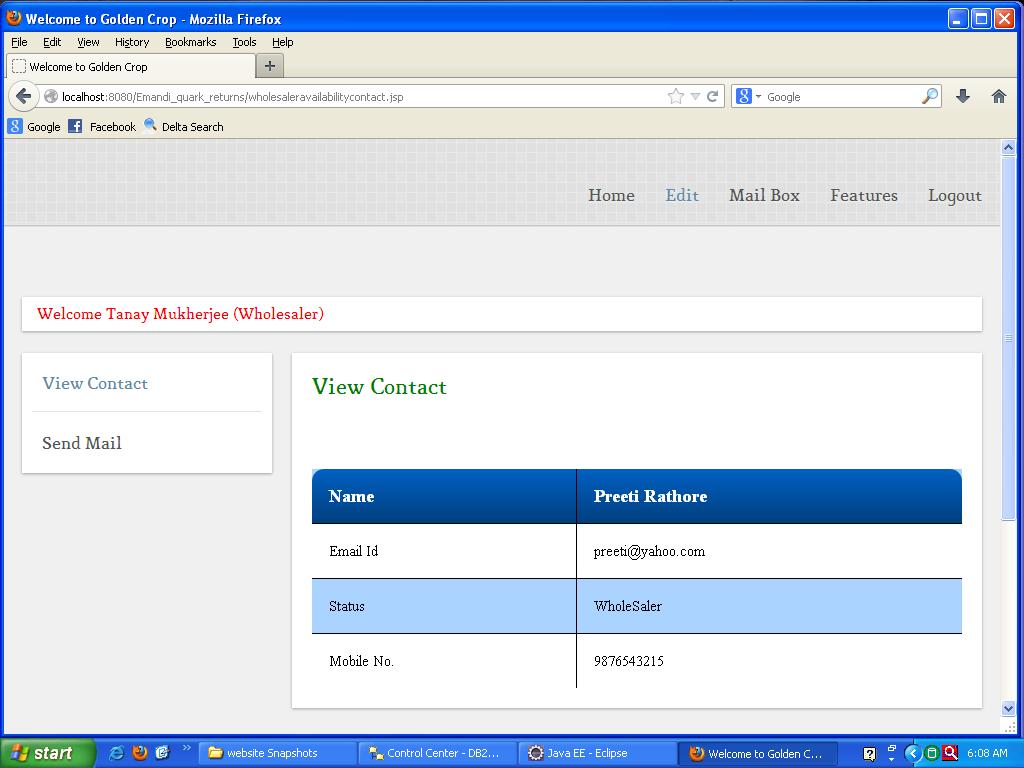 Welcome to Golden Crop - Mozilla Firefox
File Edit View History Bookmarks Tools Help
Welcome to Golden Crop +
localhost:8080/Emandi_quark_returns/wholesaleravailabilitycontact.jsp Google
Google Facebook Delta Search
Home Edit Mail Box Features Logout
Welcome Tanay Mukherjee (Wholesaler)
View Contact
Send Mail
View Contact
Name Preeti Rathore
Email Id preeti@yahoo.com
Status WholeSaler
Mobile No. 9876543215
start website Snapshots Control Center - DB2... Java EE - Eclipse Welcome to Golden C... 6:08 AM